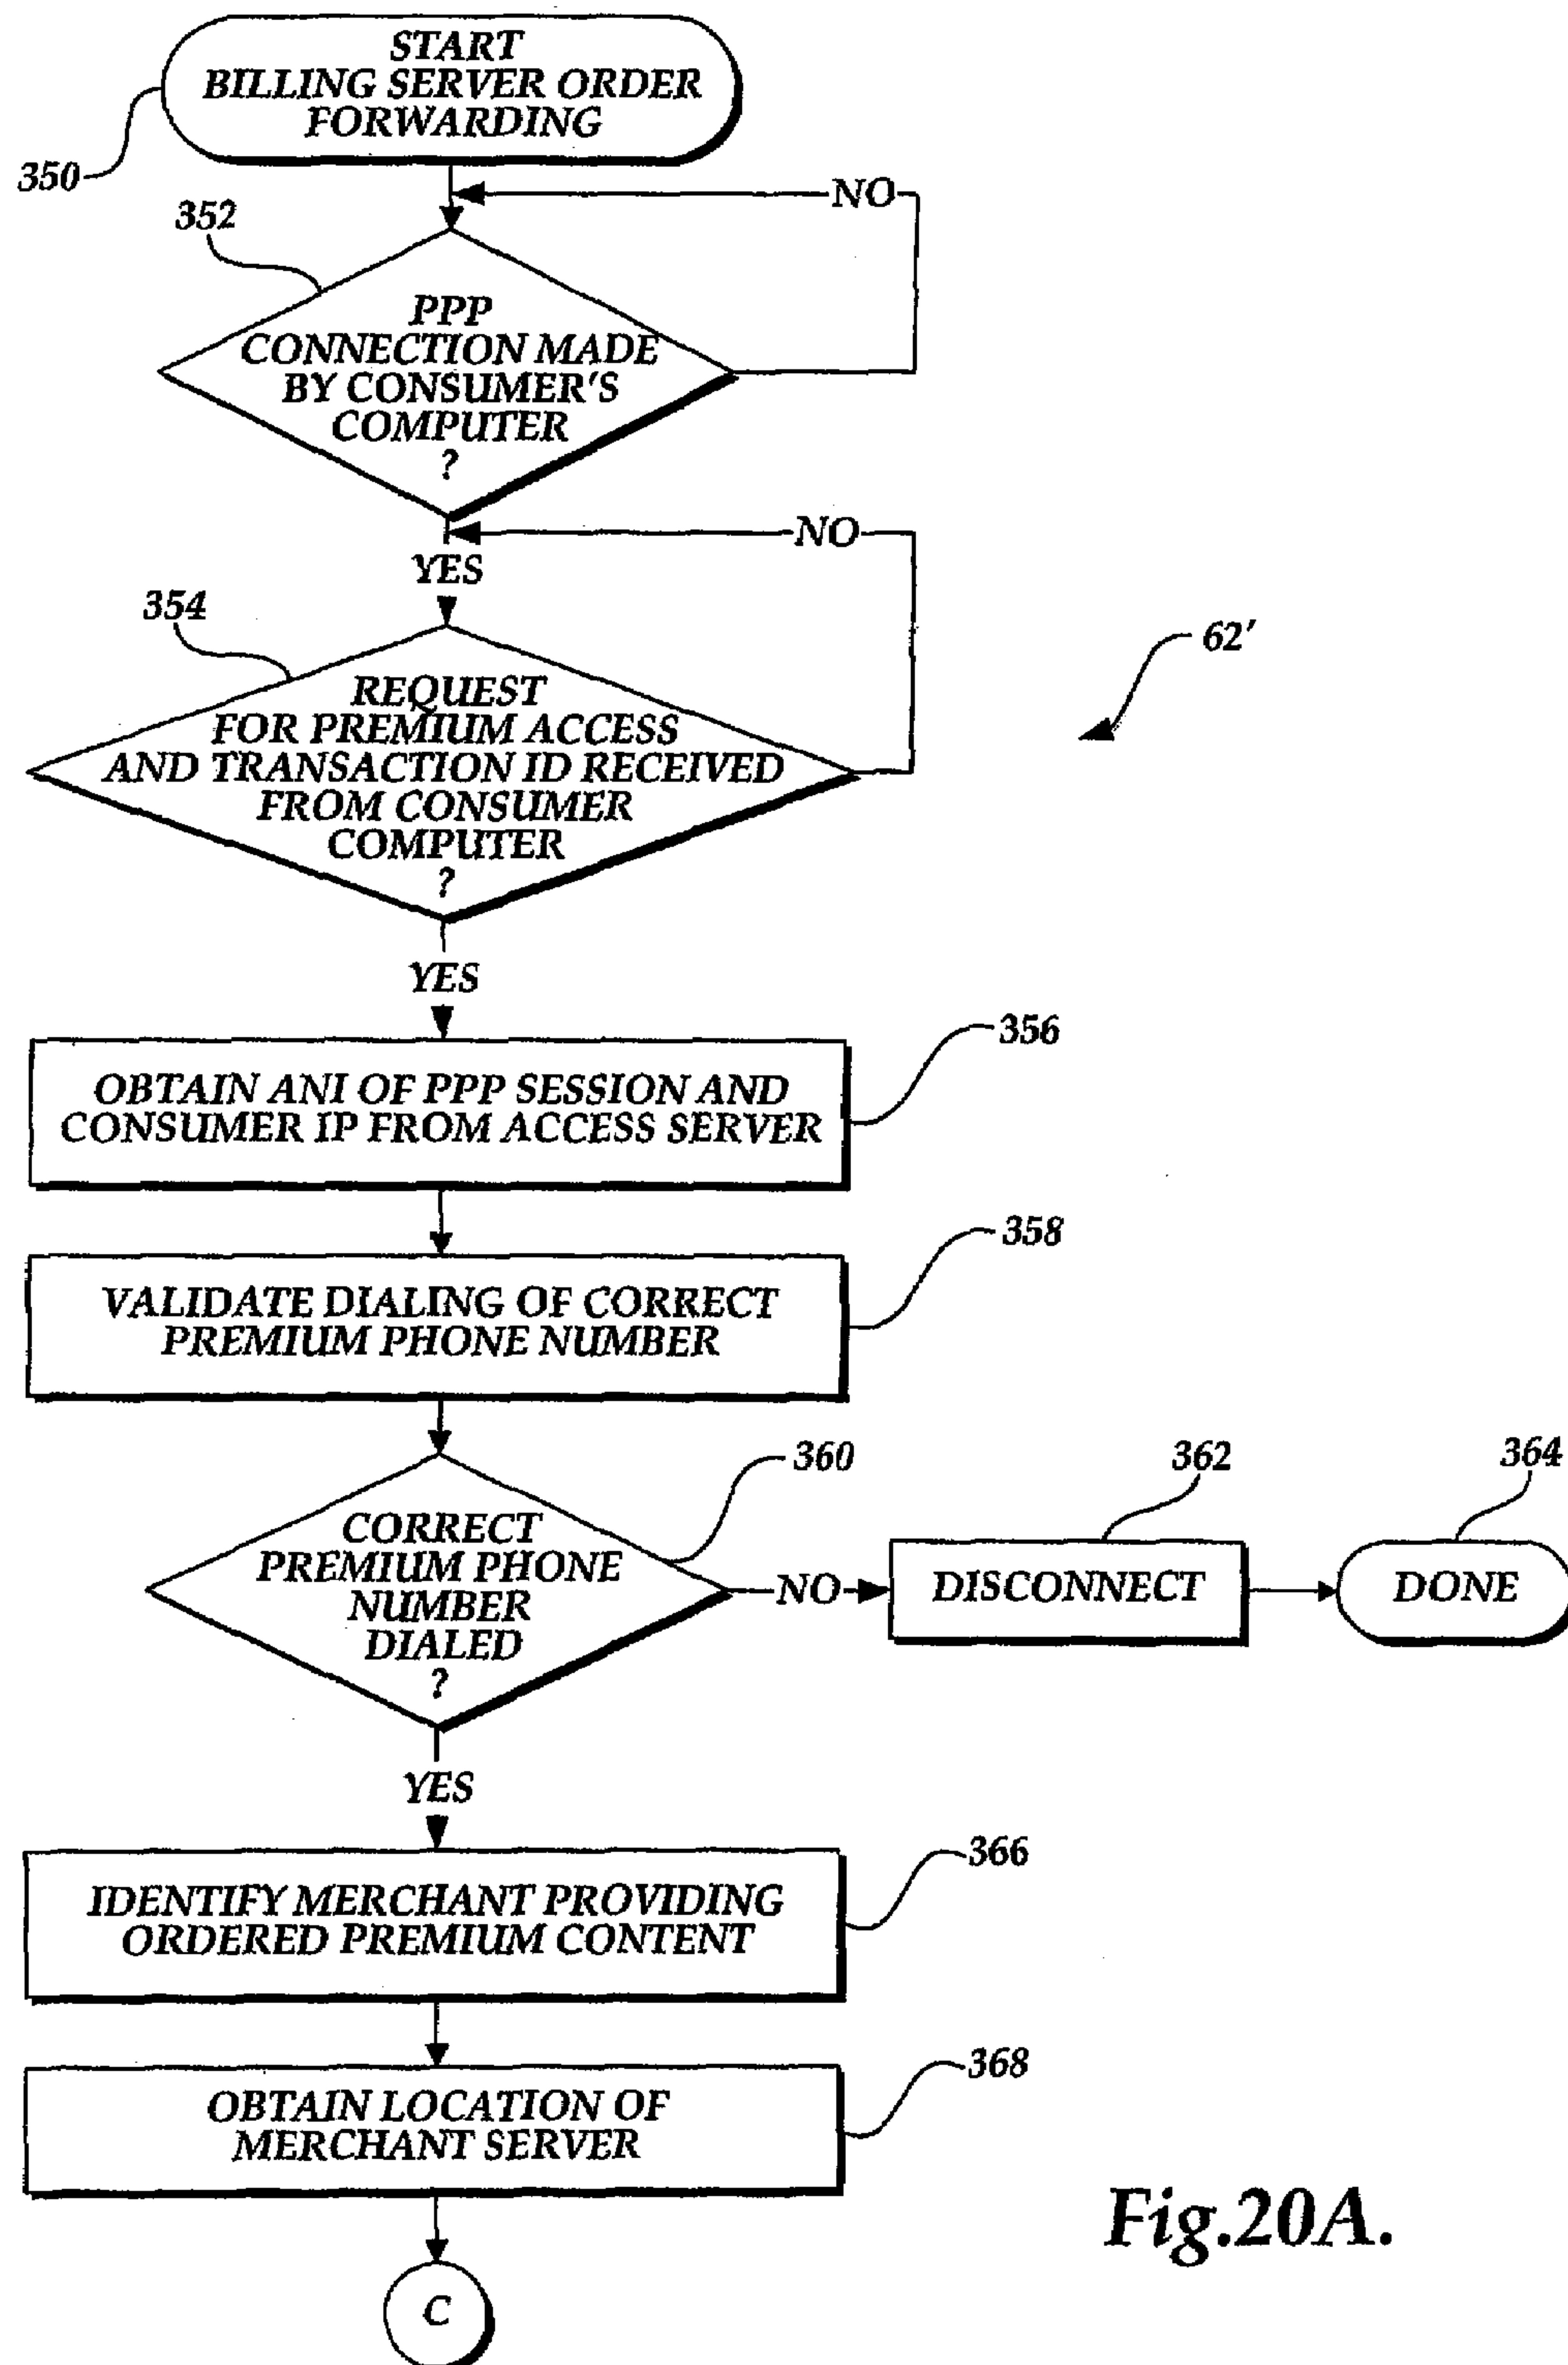 START
BILLING SERVER ORDER
FORWARDING
350
NO
352
PPP
CONNECTION MADE
BY CONSUMER'S
COMPUTER
?
NO
YES
354
62'
REQUEST
FOR PREMIUM ACCESS
AND TRANSACTION ID RECEIVED
FROM CONSUMER
COMPUTER
?
YES
356
OBTAIN ANI OF PPP SESSION AND
CONSUMER IP FROM ACCESS SERVER
358
VALIDATE DIALING OF CORRECT
PREMIUM PHONE NUMBER
360
362
364
CORRECT
PREMIUM PHONE
NUMBER
DIALED
?
NO
DISCONNECT
DONE
YES
366
IDENTIFY MERCHANT PROVIDING
ORDERED PREMIUM CONTENT
368
OBTAIN LOCATION OF
MERCHANT SERVER
Fig.20A.
C